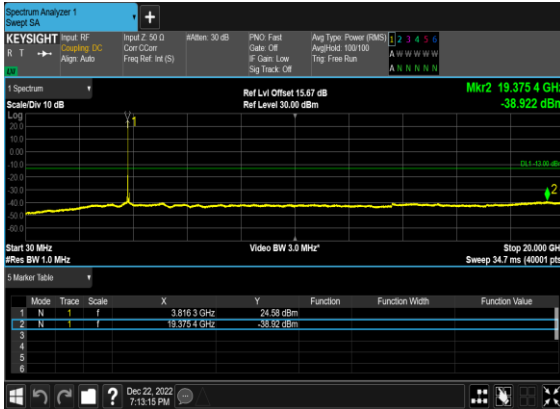 Spectrum Analyzer 1
Swept SA
+
KEYSIGHT Input: RF Input Z: 50 Ω #Atten: 30 dB PNO: Fast Avg Type: Power (RMS) 1 2 3 4 5 6
R T Coupling: DC Corr CCorr Gate: Off Avg|Hold: 100/100 A W W W W W
Align: Auto Freq Ref: Int (S) IF Gain: Low Trig: Free Run
Sig Track: Off A N N N N N
1 Spectrum Ref Lvl Offset 15.67 dB Mkr2 19.375 4 GHz
Scale/Div 10 dB Ref Level 30.00 dBm -38.922 dBm
Log
20.0
10.0
0.00
-10.0
DL1 -13.00 dBm
-20.0
-30.0
-40.0
-50.0
-60.0
1
2
Start 30 MHz Video BW 3.0 MHz* Stop 20.000 GHz
#Res BW 1.0 MHz Sweep 34.7 ms (40001 pts)
5 Marker Table
Mode Trace Scale X Y Function Function Width Function Value
1 N 1 f 3.816 3 GHz 24.58 dBm
2 N 1 f 19.375 4 GHz -38.92 dBm
3
4
5
6
? Dec 22, 2022
7:13:15 PM